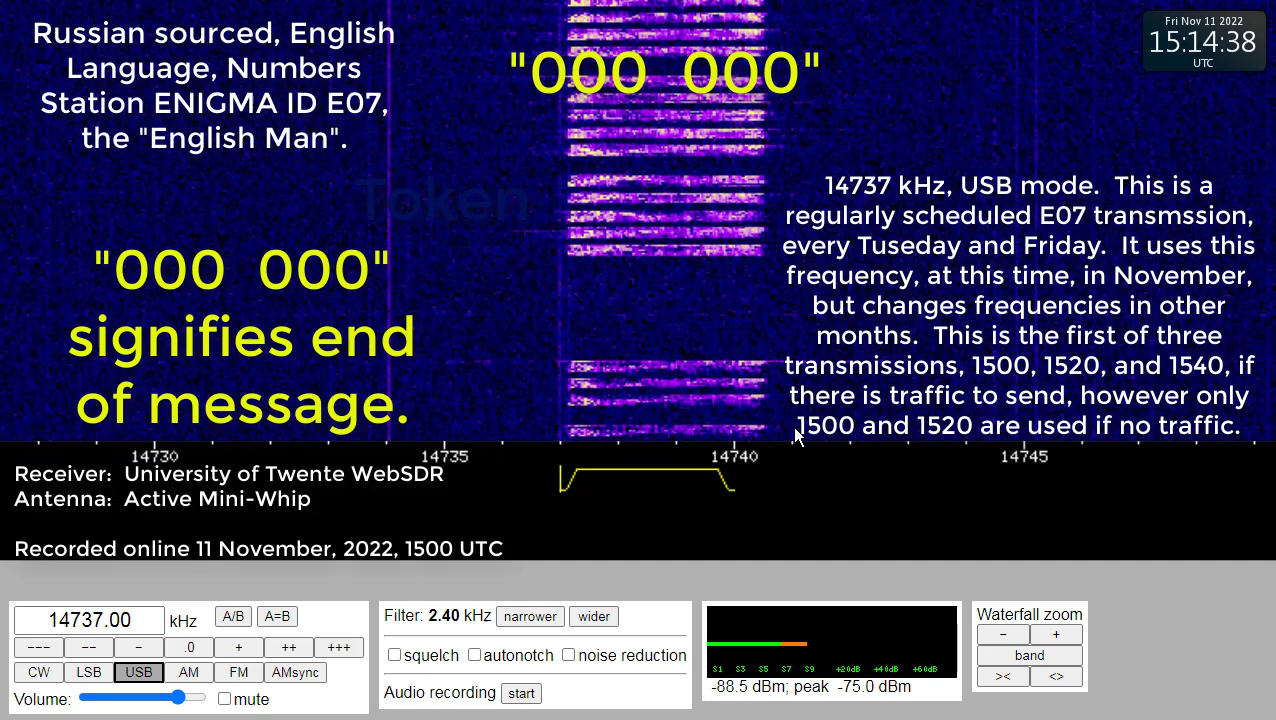 Russian sourced, English
Language, Numbers
Station ENIGMA ID E07,
the "English Man".
"000  000"
Fri Nov 11 2022
15:14:38
UTC
Token
14737 kHz, USB mode.  This is a
regularly scheduled E07 transmssion,
every Tuseday and Friday.  It uses this
frequency, at this time, in November,
but changes frequencies in other
months.  This is the first of three
transmissions, 1500, 1520, and 1540, if
there is traffic to send, however only
1500 and 1520 are used if no traffic.
"000  000"
signifies end
of message.
14730 14735 14740 14745
Receiver:  University of Twente WebSDR
Antenna:  Active Mini-Whip
Recorded online 11 November, 2022, 1500 UTC
14737.00 kHz A/B A=B
--- -- - .0 + ++ +++
CW LSB USB AM FM AMsync
Volume: mute
Filter: 2.40 kHz narrower wider
squelch autonotch noise reduction
Audio recording start
S1 S3 S5 S7 S9 +20dB +40dB +60dB
-88.5 dBm; peak  -75.0 dBm
Waterfall zoom
- +
band
>< <>